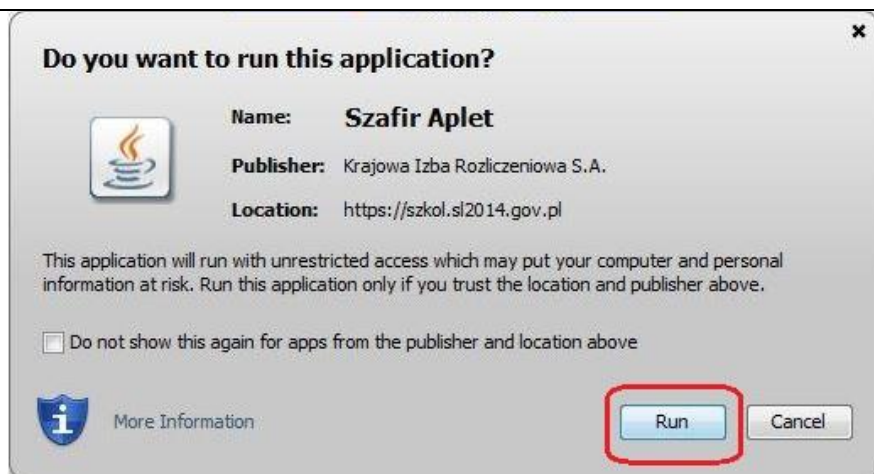 Do you want to run this application?
Name: Szafir Aplet
Publisher: Krajowa Izba Rozliczeniowa S.A.
Location: https://szkol.sl2014.gov.pl
This application will run with unrestricted access which may put your computer and personal
information at risk. Run this application only if you trust the location and publisher above.
Do not show this again for apps from the publisher and location above
More Information
Run
Cancel